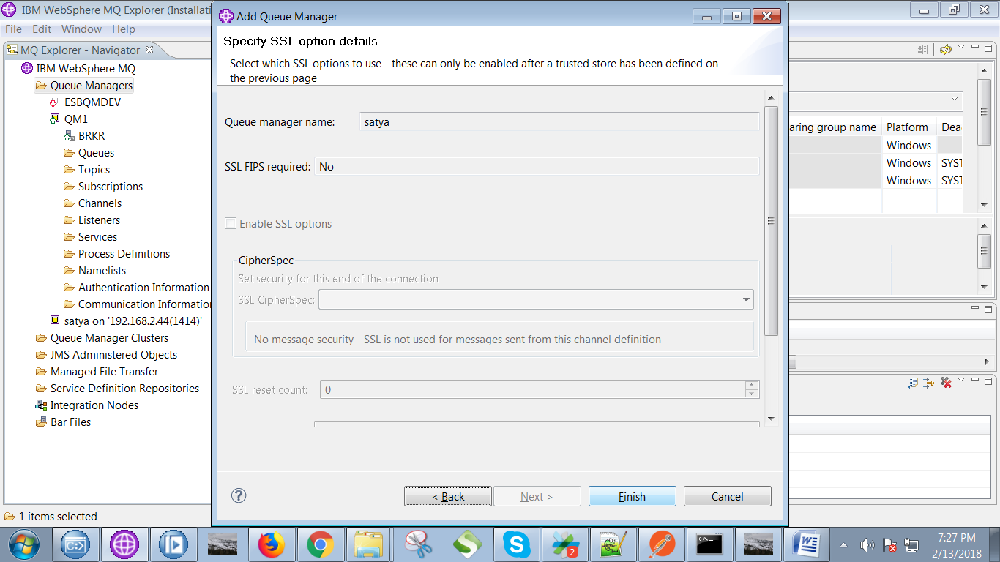 IBM WebSphere MQ Explorer (Installati
File Edit Window Help
MQ Explorer - Navigator
IBM WebSphere MQ
Queue Managers
ESBQMDEV
QM1
BRKR
Queues
Topics
Subscriptions
Channels
Listeners
Services
Process Definitions
Namelists
Authentication Information
Communication Informatio
satya on '192.168.2.44(1414)'
Queue Manager Clusters
JMS Administered Objects
Managed File Transfer
Service Definition Repositories
Integration Nodes
Bar Files
1 items selected
Add Queue Manager
Specify SSL option details
Select which SSL options to use - these can only be enabled after a trusted store has been defined on
the previous page
Queue manager name: satya
SSL FIPS required: No
Enable SSL options
CipherSpec
Set security for this end of the connection
SSL CipherSpec:
No message security - SSL is not used for messages sent from this channel definition
SSL reset count: 0
< Back Next > Finish Cancel
aring group name Platform Dea
Windows
Windows SYST
Windows SYST
2
7:27 PM
2/13/2018